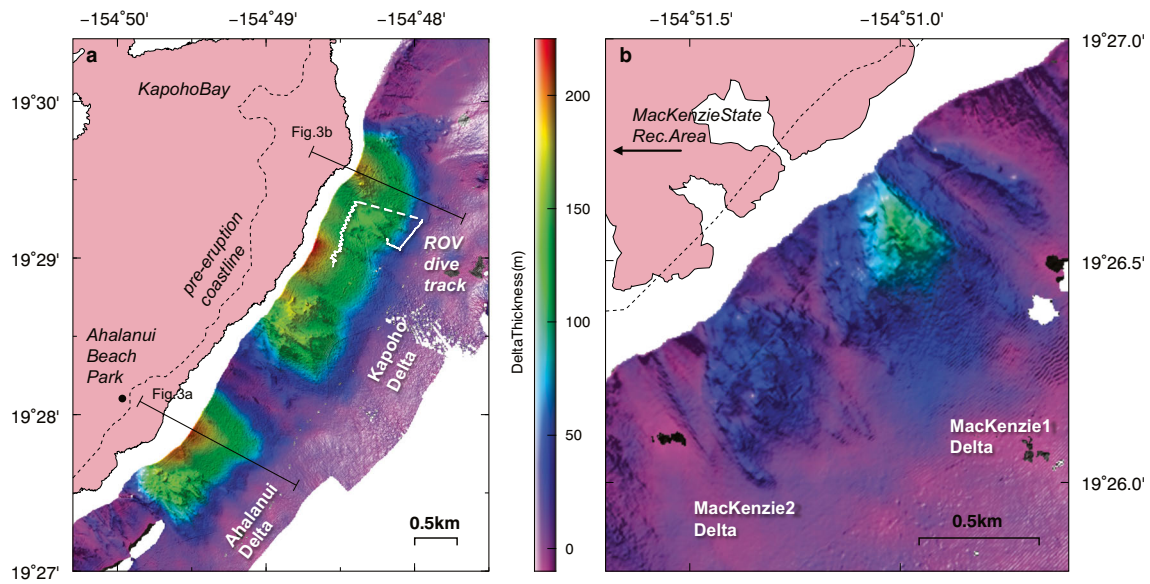 −154°50' −154°49' −154°48'
a
KapohoBay
Fig.3b
19°30'
19°29'
19°28'
19°27'
pre-eruption
coastline
ROV
dive
track
Ahalanui
Beach
Park
Fig.3a
Kapoho
Delta
Ahalanui
Delta
0.5km
DeltaThickness(m)
200
150
100
50
0
−154°51.5' −154°51.0'
b
MacKenzieState
Rec.Area
19°27.0'
19°26.5'
19°26.0'
MacKenzie1
Delta
MacKenzie2
Delta
0.5km